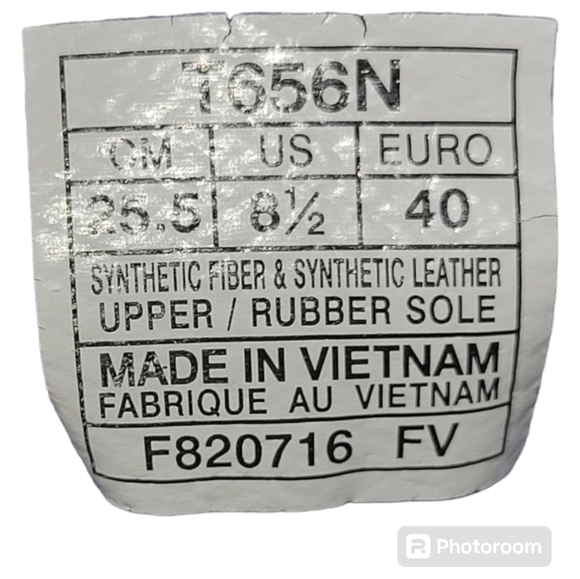 T656N
CM US EURO
25.5 8½ 40
SYNTHETIC FIBER & SYNTHETIC LEATHER
UPPER / RUBBER SOLE
MADE IN VIETNAM
FABRIQUE AU VIETNAM
F820716 FV
Photoroom